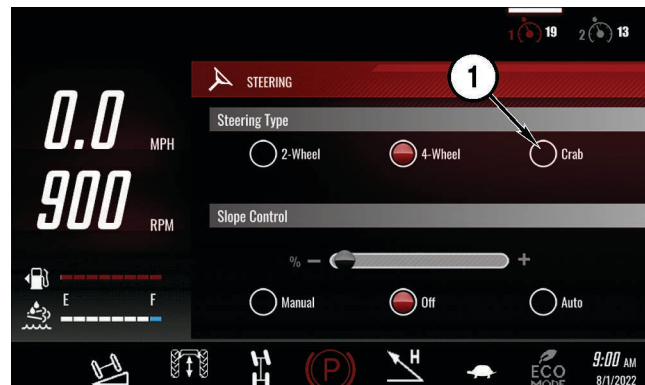 1 19 2 13
STEERING
1
Steering Type
0.0 MPH
2-Wheel 4-Wheel Crab
900 RPM
Slope Control
% − +
E F
Manual Off Auto
(P) H ECO MODE
9:00 AM
8/1/2022